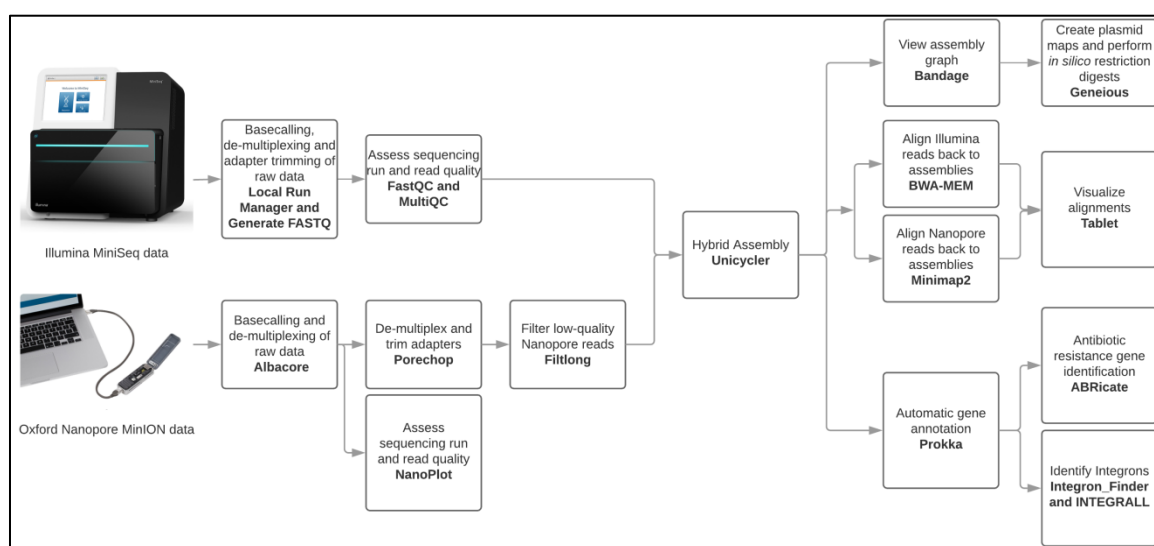 Basecalling,
de-multiplexing and
adapter trimming of
raw data
Local Run
Manager and
Generate FASTQ
Assess sequencing
run and read quality
FastQC and
MultiQC
Illumina MiniSeq data
Basecalling and
de-multiplexing of
raw data
Albacore
De-multiplex and
trim adapters
Porechop
Filter low-quality
Nanopore reads
Filtlong
Oxford Nanopore MinION data
Assess
sequencing run
and read quality
NanoPlot
Hybrid Assembly
Unicycler
View assembly
graph
Bandage
Create plasmid
maps and perform
in silico restriction
digests
Geneious
Align Illumina
reads back to
assemblies
BWA-MEM
Align Nanopore
reads back to
assemblies
Minimap2
Visualize
alignments
Tablet
Automatic gene
annotation
Prokka
Antibiotic
resistance gene
identification
ABRicate
Identify Integrons
Integron_Finder
and INTEGRALL